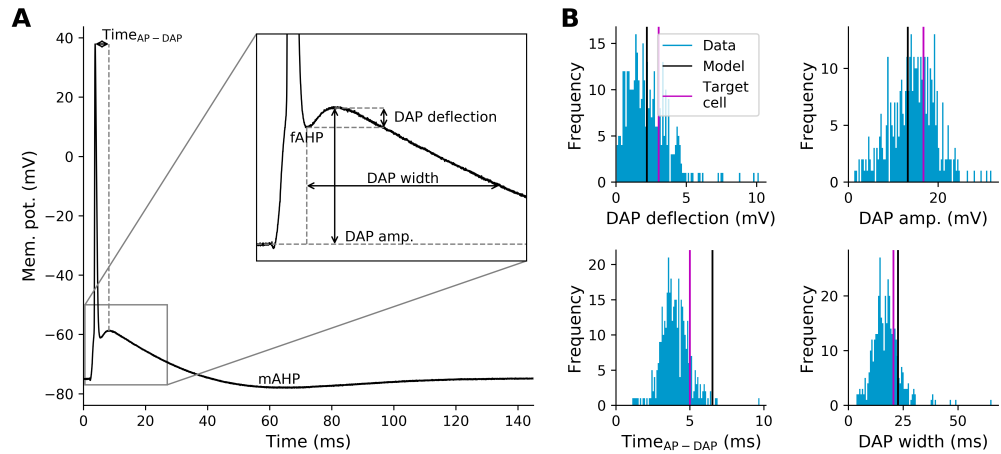 A
Time_AP−DAP
40
20
0
−20
−40
−60
−80
Mem. pot. (mV)
fAHP
DAP deflection
DAP width
DAP amp.
mAHP
0 20 40 60 80 100 120 140
Time (ms)
B
15
10
5
0
Frequency
Data
Model
Target
cell
0 5 10
DAP deflection (mV)
10
5
0
Frequency
0 20
DAP amp. (mV)
20
15
10
5
0
Frequency
0 5 10
Time_AP−DAP (ms)
20
10
0
Frequency
0 25 50
DAP width (ms)